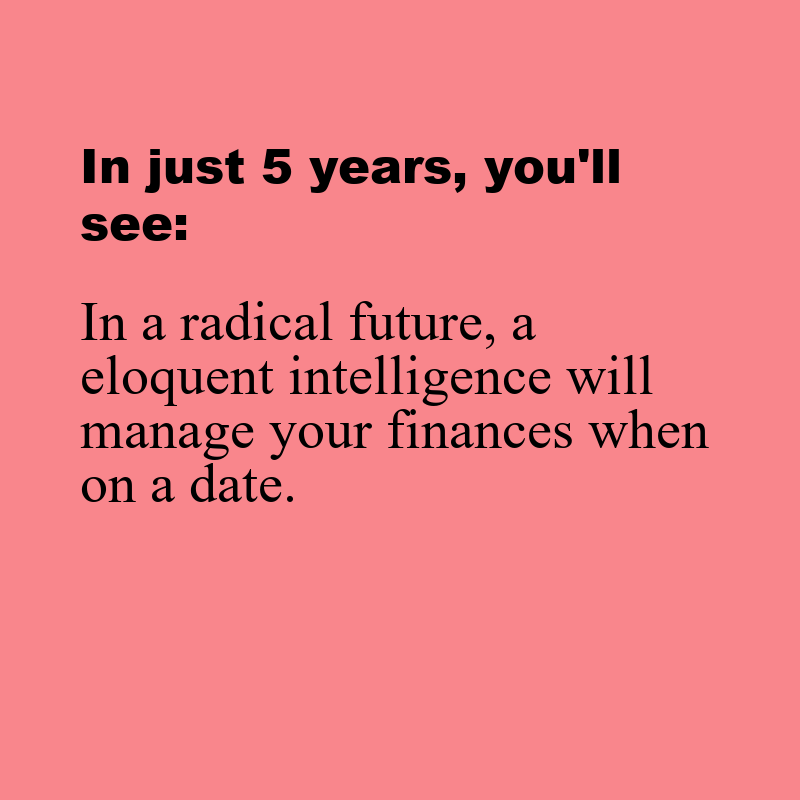 In just 5 years, you'll
see:
In a radical future, a
eloquent intelligence will
manage your finances when
on a date.